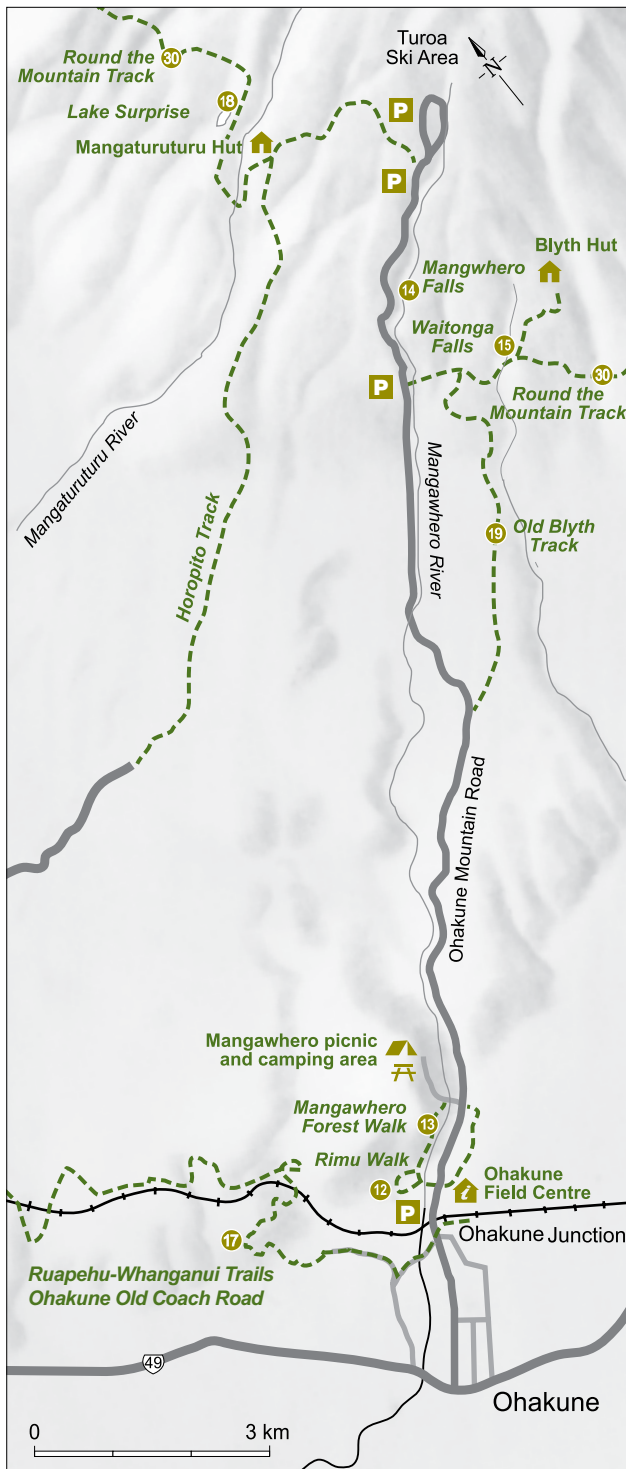 Turoa
Ski Area
N
Round the
Mountain Track
30
18
Lake Surprise
Mangaturuturu Hut
P
P
Blyth Hut
14
Mangwhero
Falls
Waitonga
Falls
15
P
30
Round the
Mountain Track
Mangaturuturu River
Mangawhero River
Horopito Track
19
Old Blyth
Track
Ohakune Mountain Road
Mangawhero picnic
and camping area
Mangawhero
Forest Walk
13
Rimu Walk
12
P
i
Ohakune
Field Centre
Ohakune Junction
17
Ruapehu-Whanganui Trails
Ohakune Old Coach Road
49
Ohakune
0 3 km